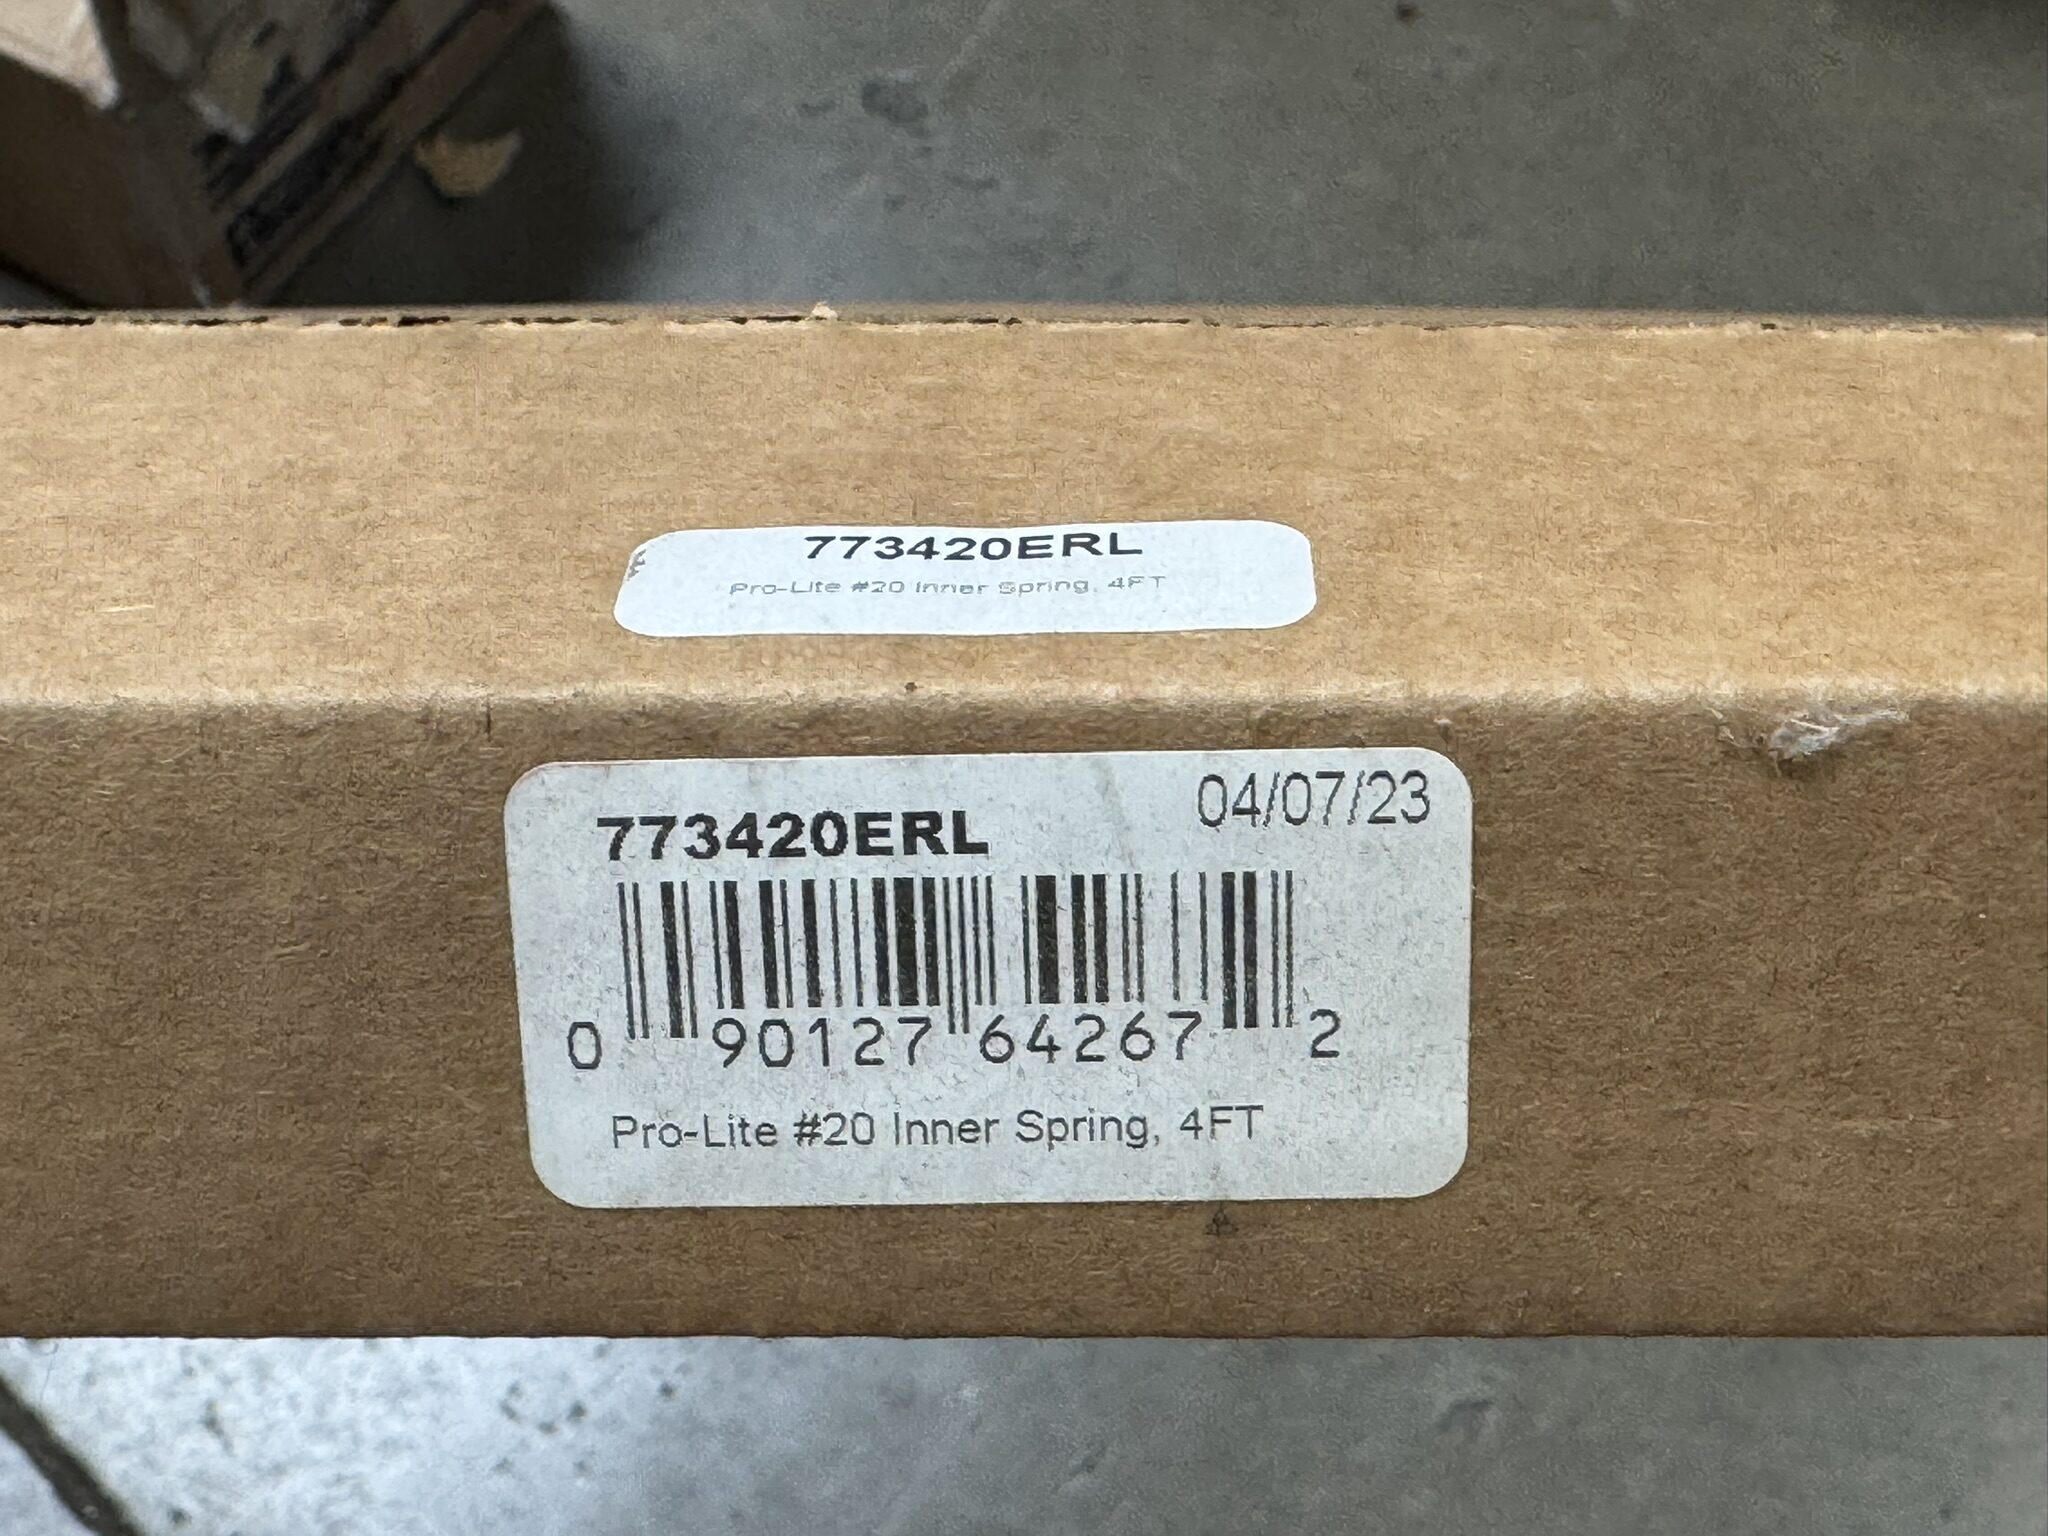 773420ERL
Pro-Lite #20 Inner Spring, 4FT
04/07/23
773420ERL
0 90127 64267 2
Pro-Lite #20 Inner Spring, 4FT